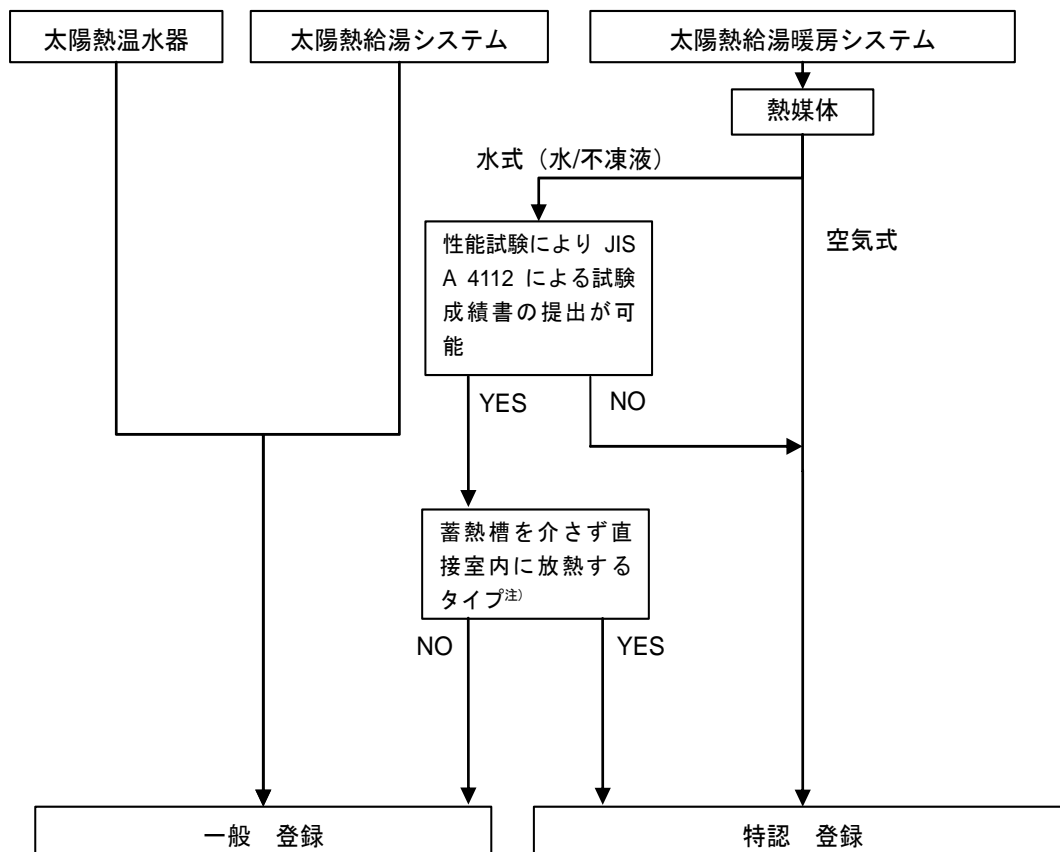 太陽熱温水器
太陽熱給湯システム
太陽熱給湯暖房システム
熱媒体
水式（水/不凍液）
空気式
性能試験により JIS
A 4112 による試験
成績書の提出が可
能
YES
NO
蓄熱槽を介さず直
接室内に放熱する
タイプ注）
NO
YES
一般　登録
特認　登録